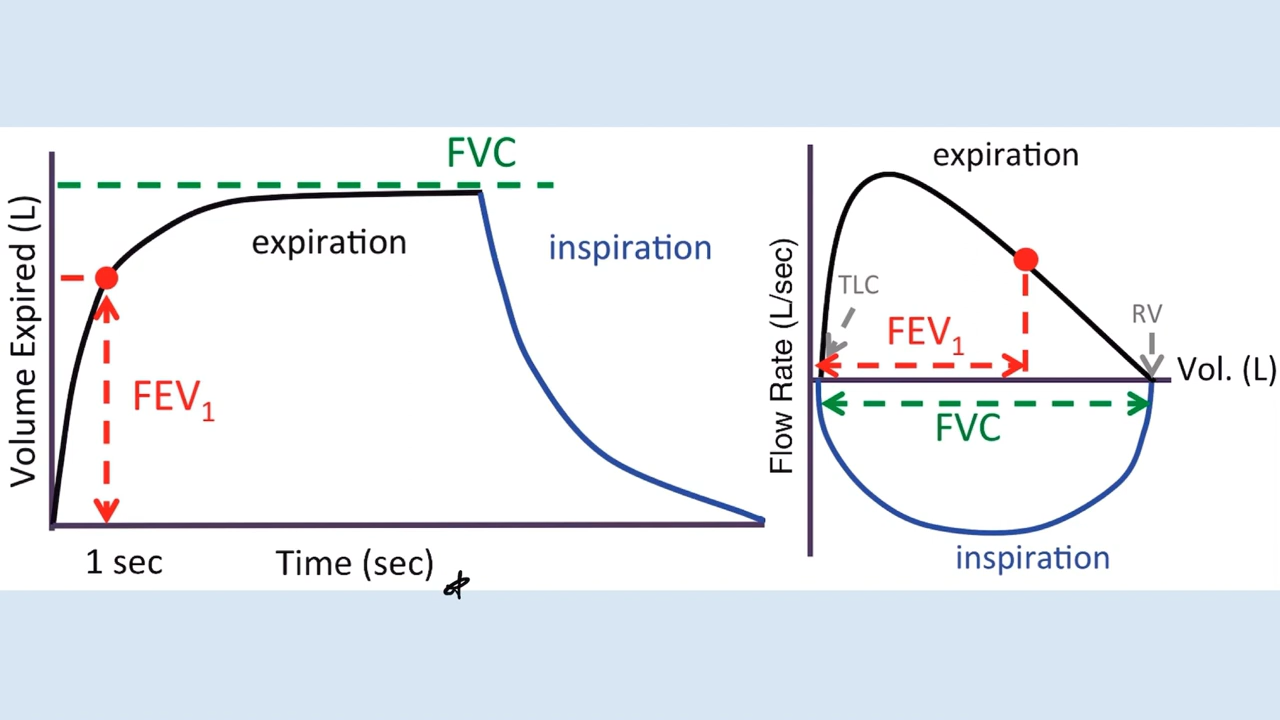 FVC
Volume Expired (L)
expiration
inspiration
FEV₁
1 sec
Time (sec)
expiration
Flow Rate (L/sec)
TLC
FEV₁
RV
Vol. (L)
FVC
inspiration